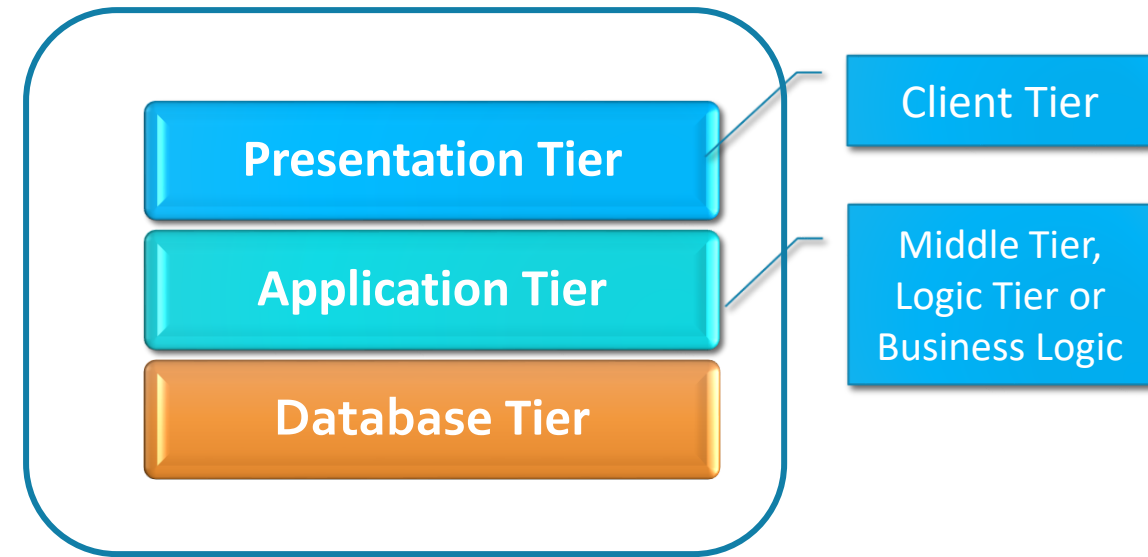 Presentation Tier
Client Tier
Application Tier
Middle Tier,
Logic Tier or
Business Logic
Database Tier